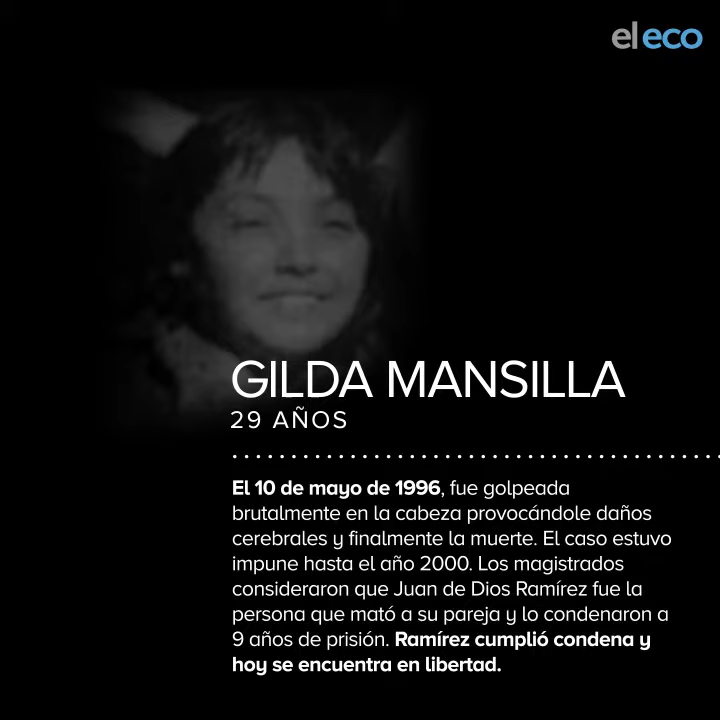 el eco
GILDA MANSILLA
29 AÑOS
El 10 de mayo de 1996, fue golpeada
brutalmente en la cabeza provocándole daños
cerebrales y finalmente la muerte. El caso estuvo
impune hasta el año 2000. Los magistrados
consideraron que Juan de Dios Ramírez fue la
persona que mató a su pareja y lo condenaron a
9 años de prisión. Ramírez cumplió condena y
hoy se encuentra en libertad.